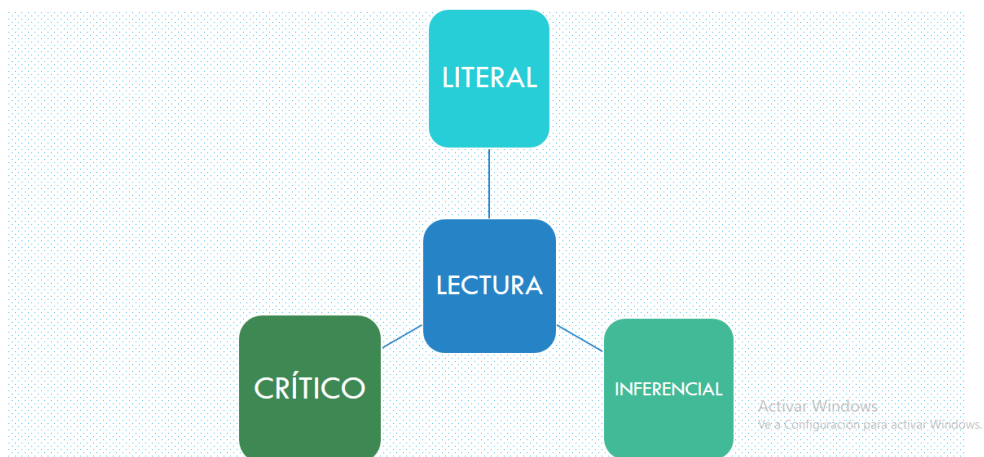 LITERAL
LECTURA
CRÍTICO
INFERENCIAL
Activar Windows
Ve a Configuración para activar Windows.